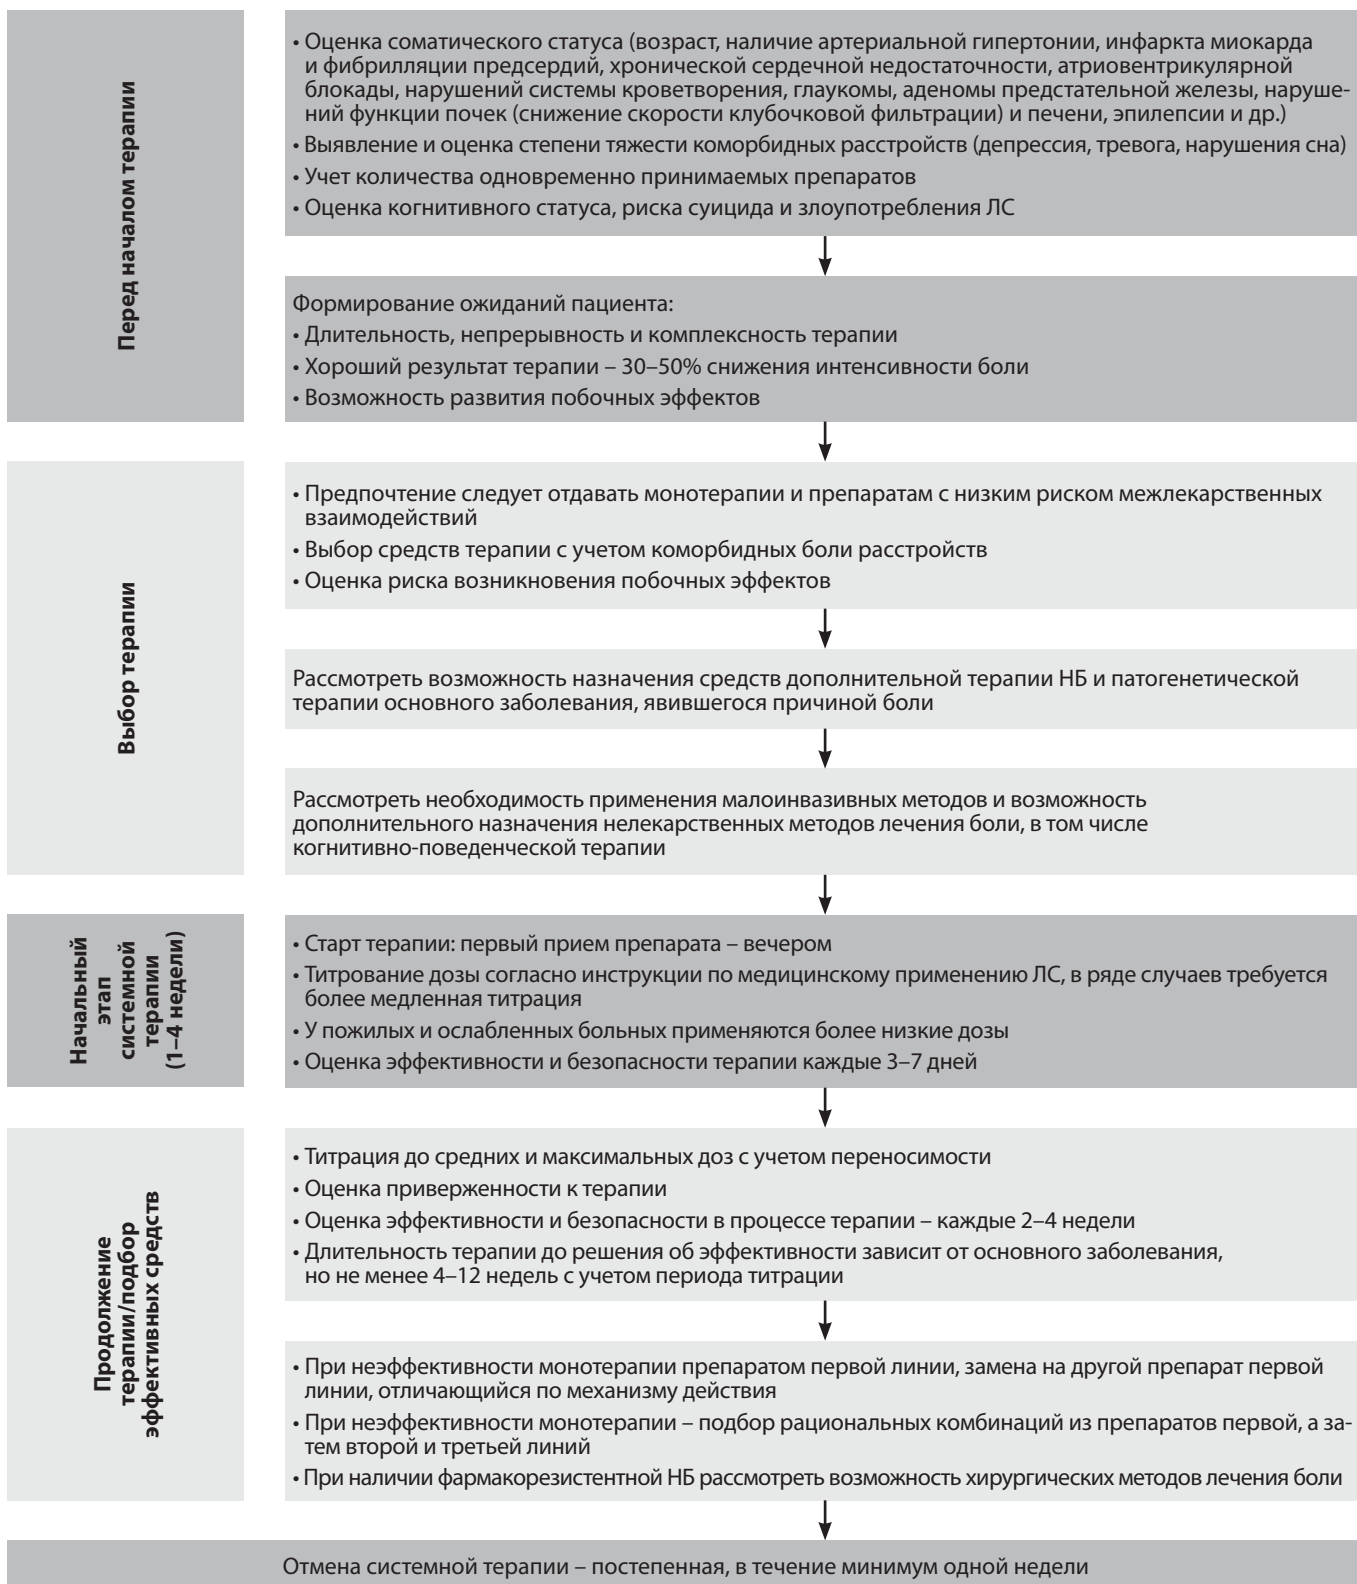 Перед началом терапии
• Оценка соматического статуса (возраст, наличие артериальной гипертонии, инфаркта миокарда
и фибрилляции предсердий, хронической сердечной недостаточности, атриовентрикулярной
блокады, нарушений системы кроветворения, глаукомы, аденомы предстательной железы, наруше-
ний функции почек (снижение скорости клубочковой фильтрации) и печени, эпилепсии и др.)
• Выявление и оценка степени тяжести коморбидных расстройств (депрессия, тревога, нарушения сна)
• Учет количества одновременно принимаемых препаратов
• Оценка когнитивного статуса, риска суицида и злоупотребления ЛС
Формирование ожиданий пациента:
• Длительность, непрерывность и комплексность терапии
• Хороший результат терапии – 30–50% снижения интенсивности боли
• Возможность развития побочных эффектов
Выбор терапии
• Предпочтение следует отдавать монотерапии и препаратам с низким риском межлекарственных
взаимодействий
• Выбор средств терапии с учетом коморбидных боли расстройств
• Оценка риска возникновения побочных эффектов
Рассмотреть возможность назначения средств дополнительной терапии НБ и патогенетической
терапии основного заболевания, явившегося причиной боли
Рассмотреть необходимость применения малоинвазивных методов и возможность
дополнительного назначения нелекарственных методов лечения боли, в том числе
когнитивно-поведенческой терапии
Начальный
этап
системной
терапии
(1–4 недели)
• Старт терапии: первый прием препарата – вечером
• Титрование дозы согласно инструкции по медицинскому применению ЛС, в ряде случаев требуется
более медленная титрация
• У пожилых и ослабленных больных применяются более низкие дозы
• Оценка эффективности и безопасности терапии каждые 3–7 дней
Продолжение
терапии/подбор
эффективных средств
• Титрация до средних и максимальных доз с учетом переносимости
• Оценка приверженности к терапии
• Оценка эффективности и безопасности в процессе терапии – каждые 2–4 недели
• Длительность терапии до решения об эффективности зависит от основного заболевания,
но не менее 4–12 недель с учетом периода титрации
• При неэффективности монотерапии препаратом первой линии, замена на другой препарат первой
линии, отличающийся по механизму действия
• При неэффективности монотерапии – подбор рациональных комбинаций из препаратов первой, а за-
тем второй и третьей линий
• При наличии фармакорезистентной НБ рассмотреть возможность хирургических методов лечения боли
Отмена системной терапии – постепенная, в течение минимум одной недели